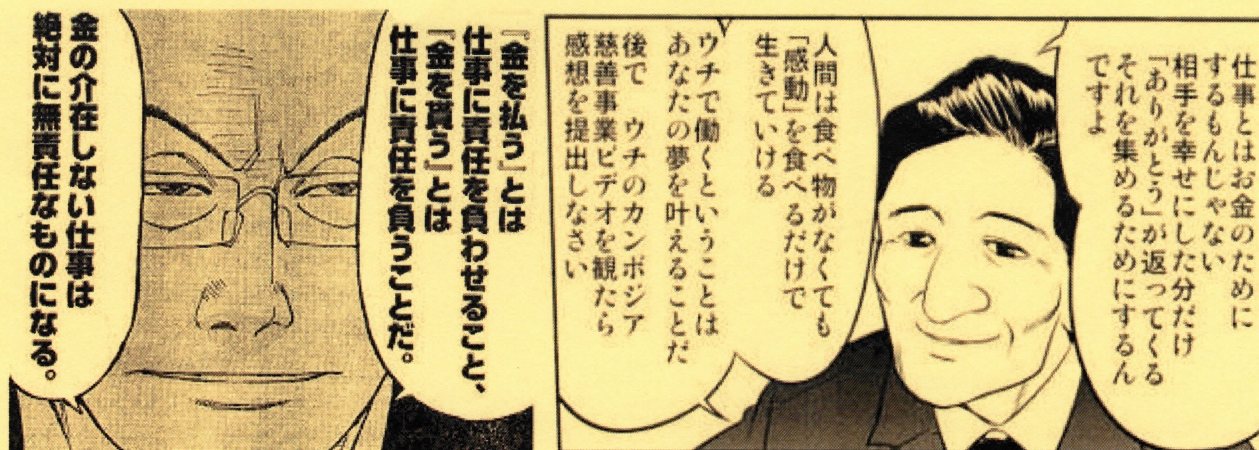 仕事とはお金のために
するもんじゃない
相手を幸せにした分だけ
「ありがとう」が返ってくる
それを集めるためにするん
ですよ
人間は食べ物がなくても
「感動」を食べるだけで
生きていける
ウチで働くということは
あなたの夢を叶えることだ
後で ウチのカンボジア
慈善事業ビデオを観たら
感想を提出しなさい
『金を払う』とは
仕事に責任を負わせること、
『金を貰う』とは
仕事に責任を負うことだ。
金の介在しない仕事は
絶対に無責任なものになる。